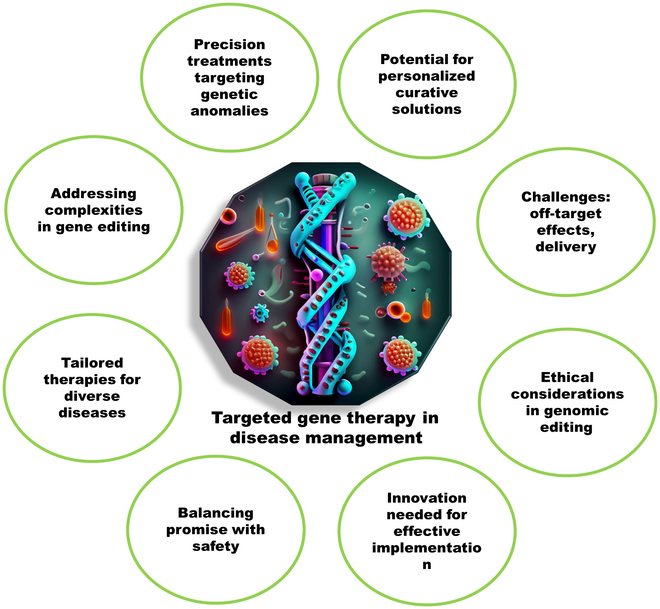 Precision
treatments
targeting
genetic
anomalies
Potential for
personalized
curative
solutions
Addressing
complexities
in gene editing
Challenges:
off-target
effects,
delivery
Tailored
therapies for
diverse
diseases
Ethical
considerations
in genomic
editing
Targeted gene therapy in
disease management
Balancing
promise with
safety
Innovation
needed for
effective
implementatio
n